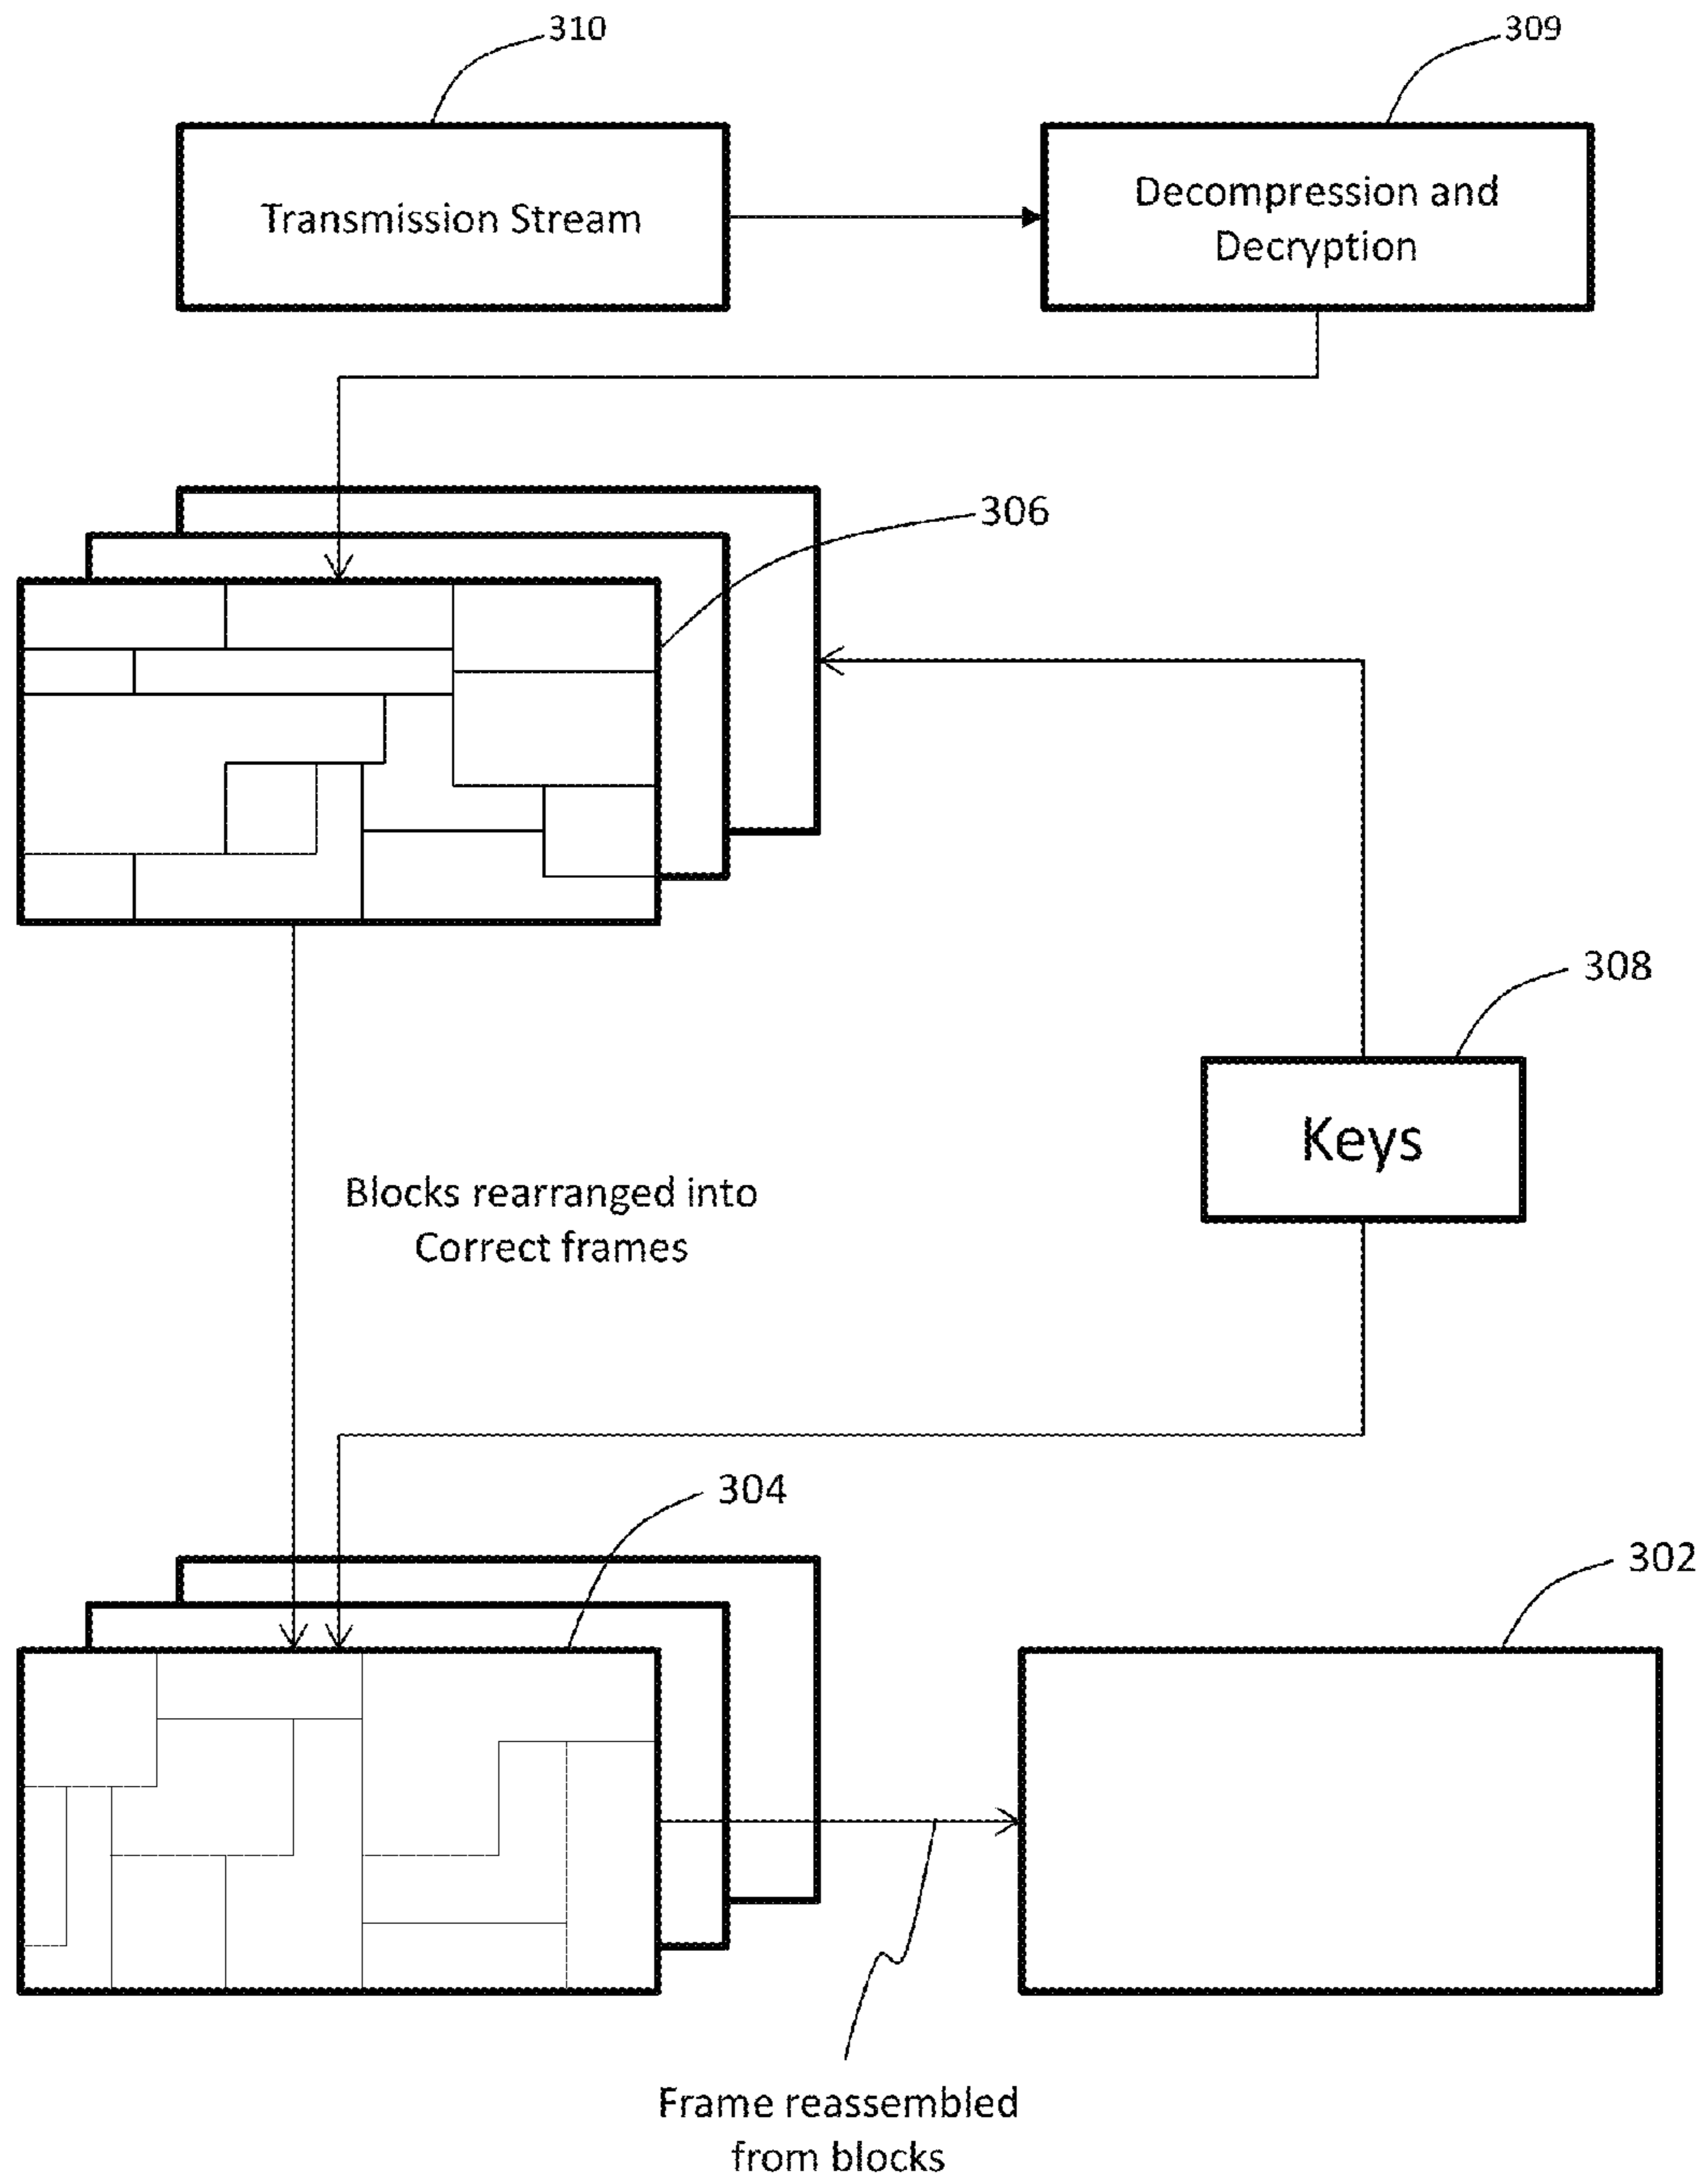 310
309
Transmission Stream
Decompression and
Decryption
306
308
Keys
Blocks rearranged into
Correct frames
304
302
Frame reassembled
from blocks